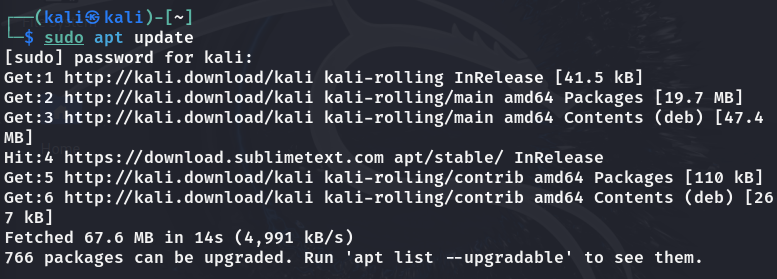 ┌──(kali㉿kali)-[~]
└─$ sudo apt update
[sudo] password for kali:
Get:1 http://kali.download/kali kali-rolling InRelease [41.5 kB]
Get:2 http://kali.download/kali kali-rolling/main amd64 Packages [19.7 MB]
Get:3 http://kali.download/kali kali-rolling/main amd64 Contents (deb) [47.4
MB]
Hit:4 https://download.sublimetext.com apt/stable/ InRelease
Get:5 http://kali.download/kali kali-rolling/contrib amd64 Packages [110 kB]
Get:6 http://kali.download/kali kali-rolling/contrib amd64 Contents (deb) [26
7 kB]
Fetched 67.6 MB in 14s (4,991 kB/s)
766 packages can be upgraded. Run 'apt list --upgradable' to see them.